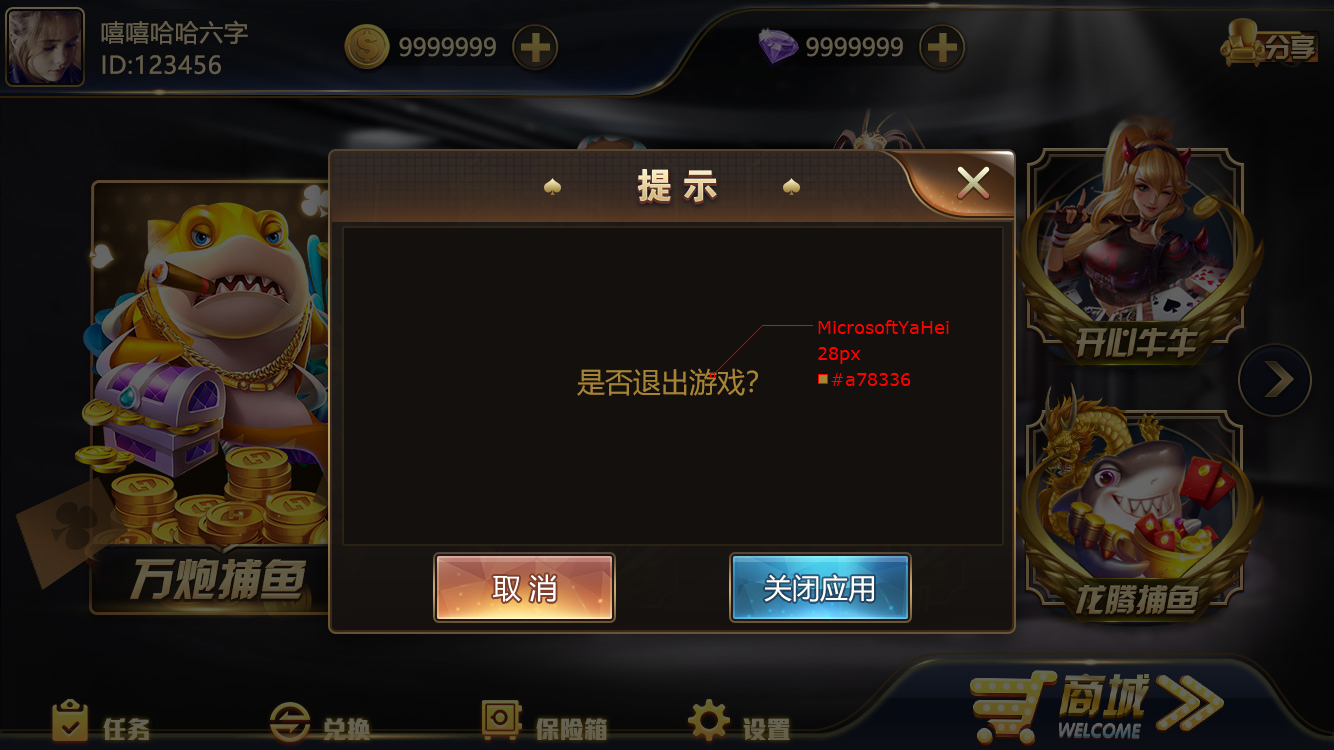 嘻嘻哈哈六字
ID:123456
9999999
9999999
分享
提示
MicrosoftYaHei
28px
#a78336
是否退出游戏?
取消
关闭应用
万炮捕鱼
开心牛牛
龙腾捕鱼
任务
兑换
保险箱
设置
商城
WELCOME